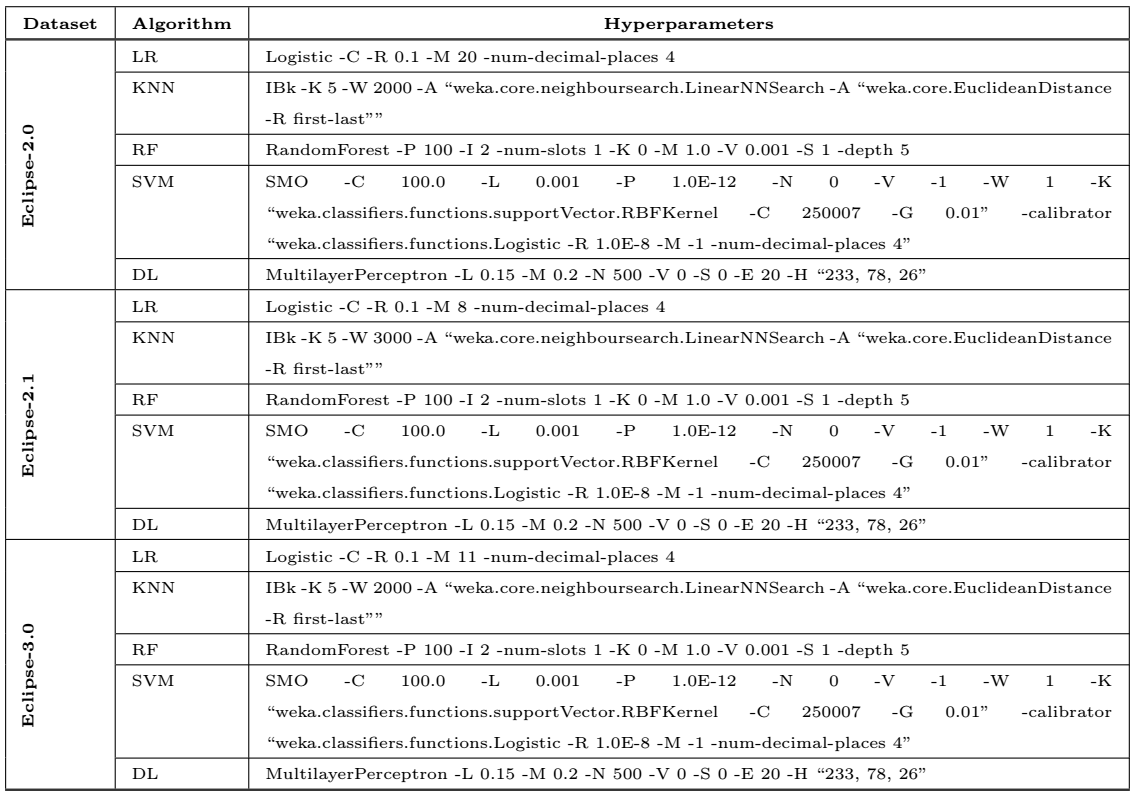 Dataset Algorithm Hyperparameters
Eclipse-2.0
LR Logistic -C -R 0.1 -M 20 -num-decimal-places 4
KNN IBk -K 5 -W 2000 -A “weka.core.neighboursearch.LinearNNSearch -A “weka.core.EuclideanDistance
-R first-last””
RF RandomForest -P 100 -I 2 -num-slots 1 -K 0 -M 1.0 -V 0.001 -S 1 -depth 5
SVM SMO -C 100.0 -L 0.001 -P 1.0E-12 -N 0 -V -1 -W 1 -K
“weka.classifiers.functions.supportVector.RBFKernel -C 250007 -G 0.01” -calibrator
“weka.classifiers.functions.Logistic -R 1.0E-8 -M -1 -num-decimal-places 4”
DL MultilayerPerceptron -L 0.15 -M 0.2 -N 500 -V 0 -S 0 -E 20 -H “233, 78, 26”
Eclipse-2.1
LR Logistic -C -R 0.1 -M 8 -num-decimal-places 4
KNN IBk -K 5 -W 3000 -A “weka.core.neighboursearch.LinearNNSearch -A “weka.core.EuclideanDistance
-R first-last””
RF RandomForest -P 100 -I 2 -num-slots 1 -K 0 -M 1.0 -V 0.001 -S 1 -depth 5
SVM SMO -C 100.0 -L 0.001 -P 1.0E-12 -N 0 -V -1 -W 1 -K
“weka.classifiers.functions.supportVector.RBFKernel -C 250007 -G 0.01” -calibrator
“weka.classifiers.functions.Logistic -R 1.0E-8 -M -1 -num-decimal-places 4”
DL MultilayerPerceptron -L 0.15 -M 0.2 -N 500 -V 0 -S 0 -E 20 -H “233, 78, 26”
Eclipse-3.0
LR Logistic -C -R 0.1 -M 11 -num-decimal-places 4
KNN IBk -K 5 -W 2000 -A “weka.core.neighboursearch.LinearNNSearch -A “weka.core.EuclideanDistance
-R first-last””
RF RandomForest -P 100 -I 2 -num-slots 1 -K 0 -M 1.0 -V 0.001 -S 1 -depth 5
SVM SMO -C 100.0 -L 0.001 -P 1.0E-12 -N 0 -V -1 -W 1 -K
“weka.classifiers.functions.supportVector.RBFKernel -C 250007 -G 0.01” -calibrator
“weka.classifiers.functions.Logistic -R 1.0E-8 -M -1 -num-decimal-places 4”
DL MultilayerPerceptron -L 0.15 -M 0.2 -N 500 -V 0 -S 0 -E 20 -H “233, 78, 26”